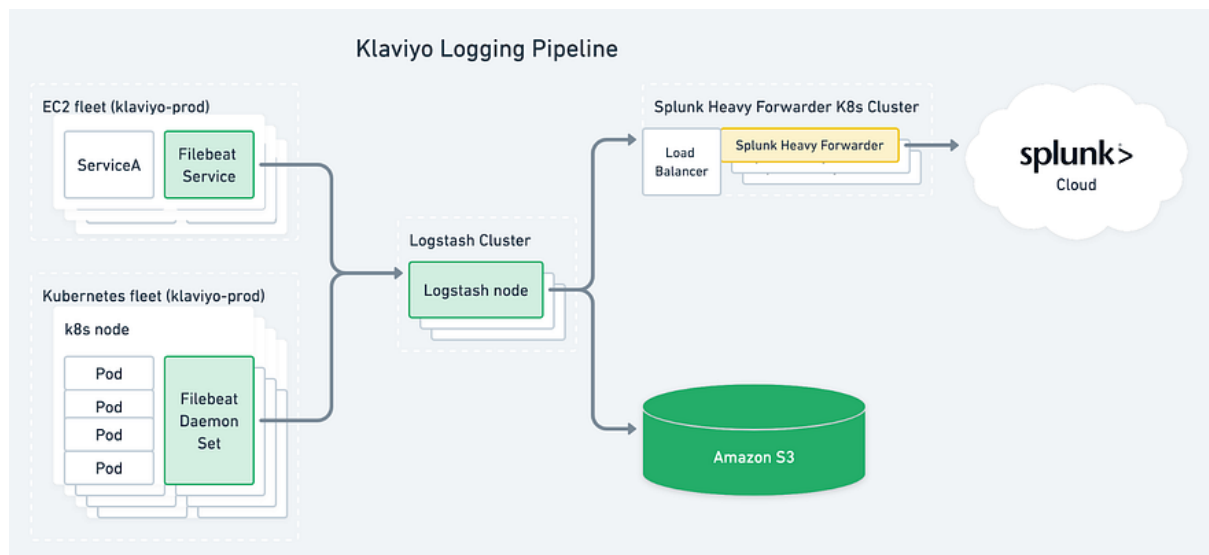 Klaviyo Logging Pipeline
EC2 fleet (klaviyo-prod)
ServiceA
Filebeat
Service
Kubernetes fleet (klaviyo-prod)
k8s node
Pod
Pod
Pod
Pod
Filebeat
Daemon
Set
Logstash Cluster
Logstash node
Splunk Heavy Forwarder K8s Cluster
Load
Balancer
Splunk Heavy Forwarder
splunk>
Cloud
Amazon S3